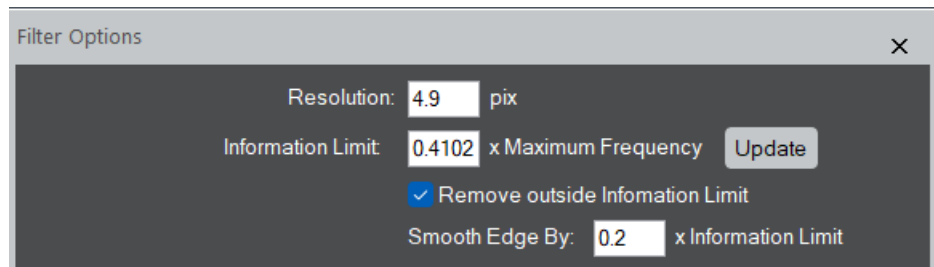 Filter Options
Resolution: 4.9 pix
Information Limit: 0.4102 x Maximum Frequency Update
Remove outside Infomation Limit
Smooth Edge By: 0.2 x Information Limit